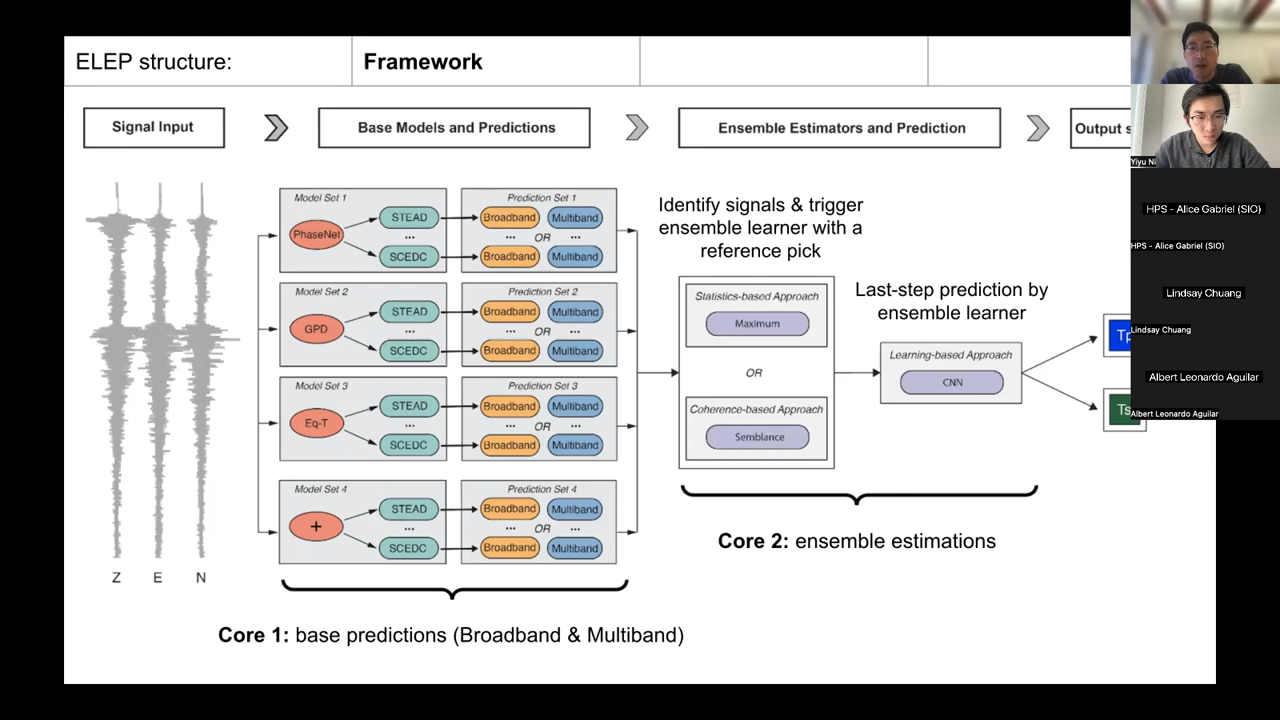 ELEP structure:
Framework
Signal Input
Base Models and Predictions
Ensemble Estimators and Prediction
Output s
Model Set 1
PhaseNet
STEAD
...
SCEDC
Prediction Set 1
Broadband
Multiband
... OR ...
Broadband
Multiband
Model Set 2
GPD
STEAD
...
SCEDC
Prediction Set 2
Broadband
Multiband
... OR ...
Broadband
Multiband
Model Set 3
Eq-T
STEAD
...
SCEDC
Prediction Set 3
Broadband
Multiband
... OR ...
Broadband
Multiband
Model Set 4
+
STEAD
...
SCEDC
Prediction Set 4
Broadband
Multiband
... OR ...
Broadband
Multiband
Z
E
N
Core 1: base predictions (Broadband & Multiband)
Identify signals & trigger
ensemble learner with a
reference pick
Statistics-based Approach
Maximum
OR
Coherence-based Approach
Semblance
Last-step prediction by
ensemble learner
Learning-based Approach
CNN
Core 2: ensemble estimations
Tp
Ts
Yiyu Ni
HPS - Alice Gabriel (SIO)
HPS - Alice Gabriel (SIO)
Lindsay Chuang
Lindsay Chuang
Albert Leonardo Aguilar
Albert Leonardo Aguilar